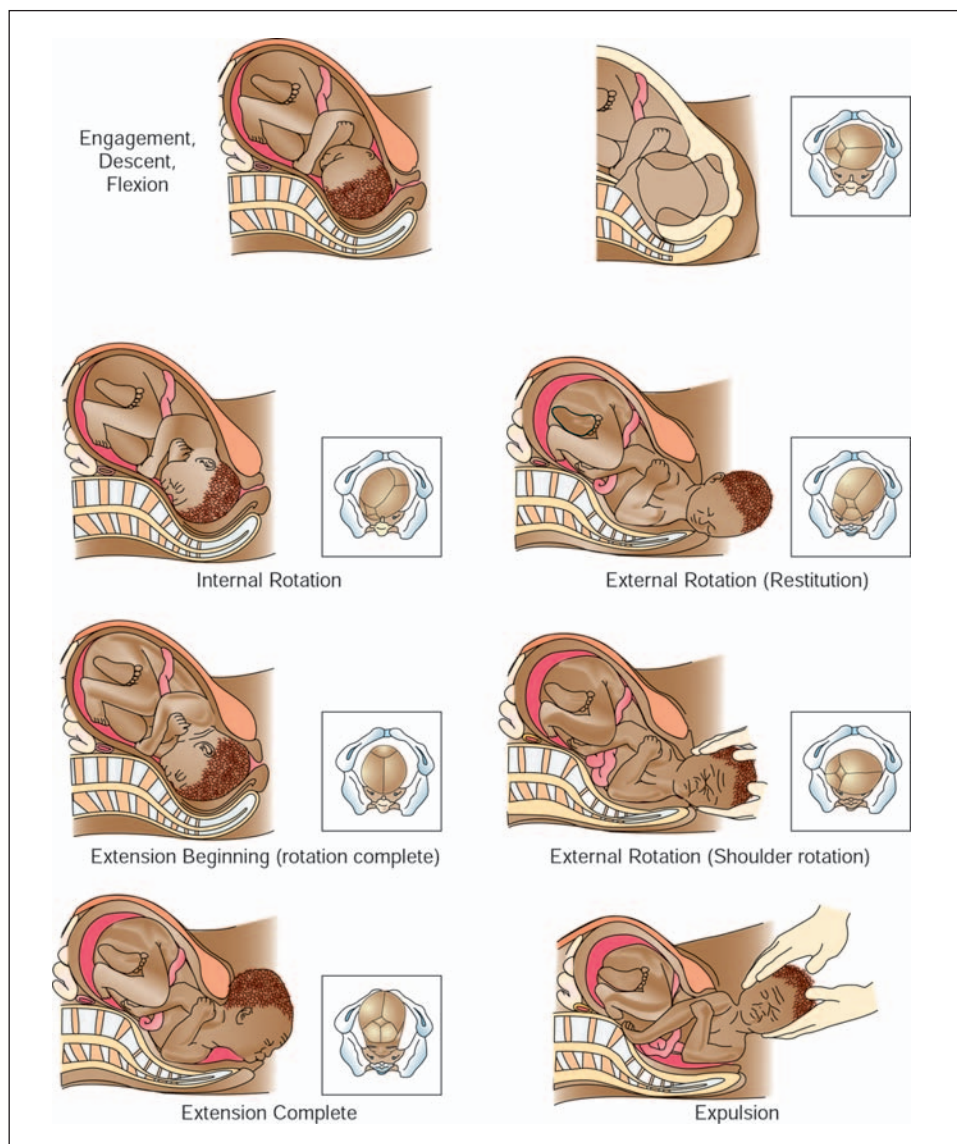 Engagement,
Descent,
Flexion
Internal Rotation
External Rotation (Restitution)
Extension Beginning (rotation complete)
External Rotation (Shoulder rotation)
Extension Complete
Expulsion